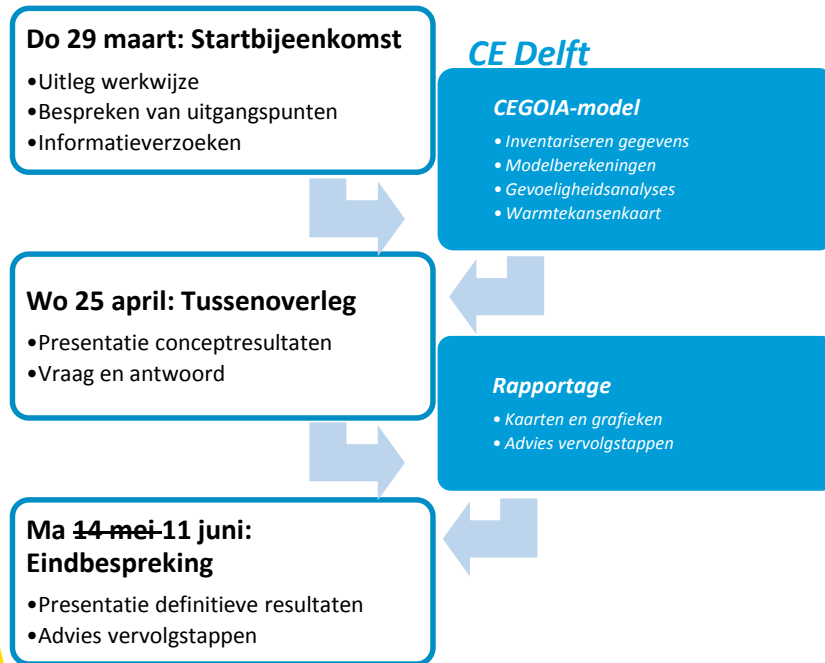 Do 29 maart: Startbijeenkomst
•Uitleg werkwijze
•Bespreken van uitgangspunten
•Informatieverzoeken
CE Delft
CEGOIA-model
• Inventariseren gegevens
• Modelberekeningen
• Gevoeligheidsanalyses
• Warmtekansenkaart
Wo 25 april: Tussenoverleg
•Presentatie conceptresultaten
•Vraag en antwoord
Rapportage
• Kaarten en grafieken
• Advies vervolgstappen
Ma 14 mei 11 juni:
Eindbespreking
•Presentatie definitieve resultaten
•Advies vervolgstappen